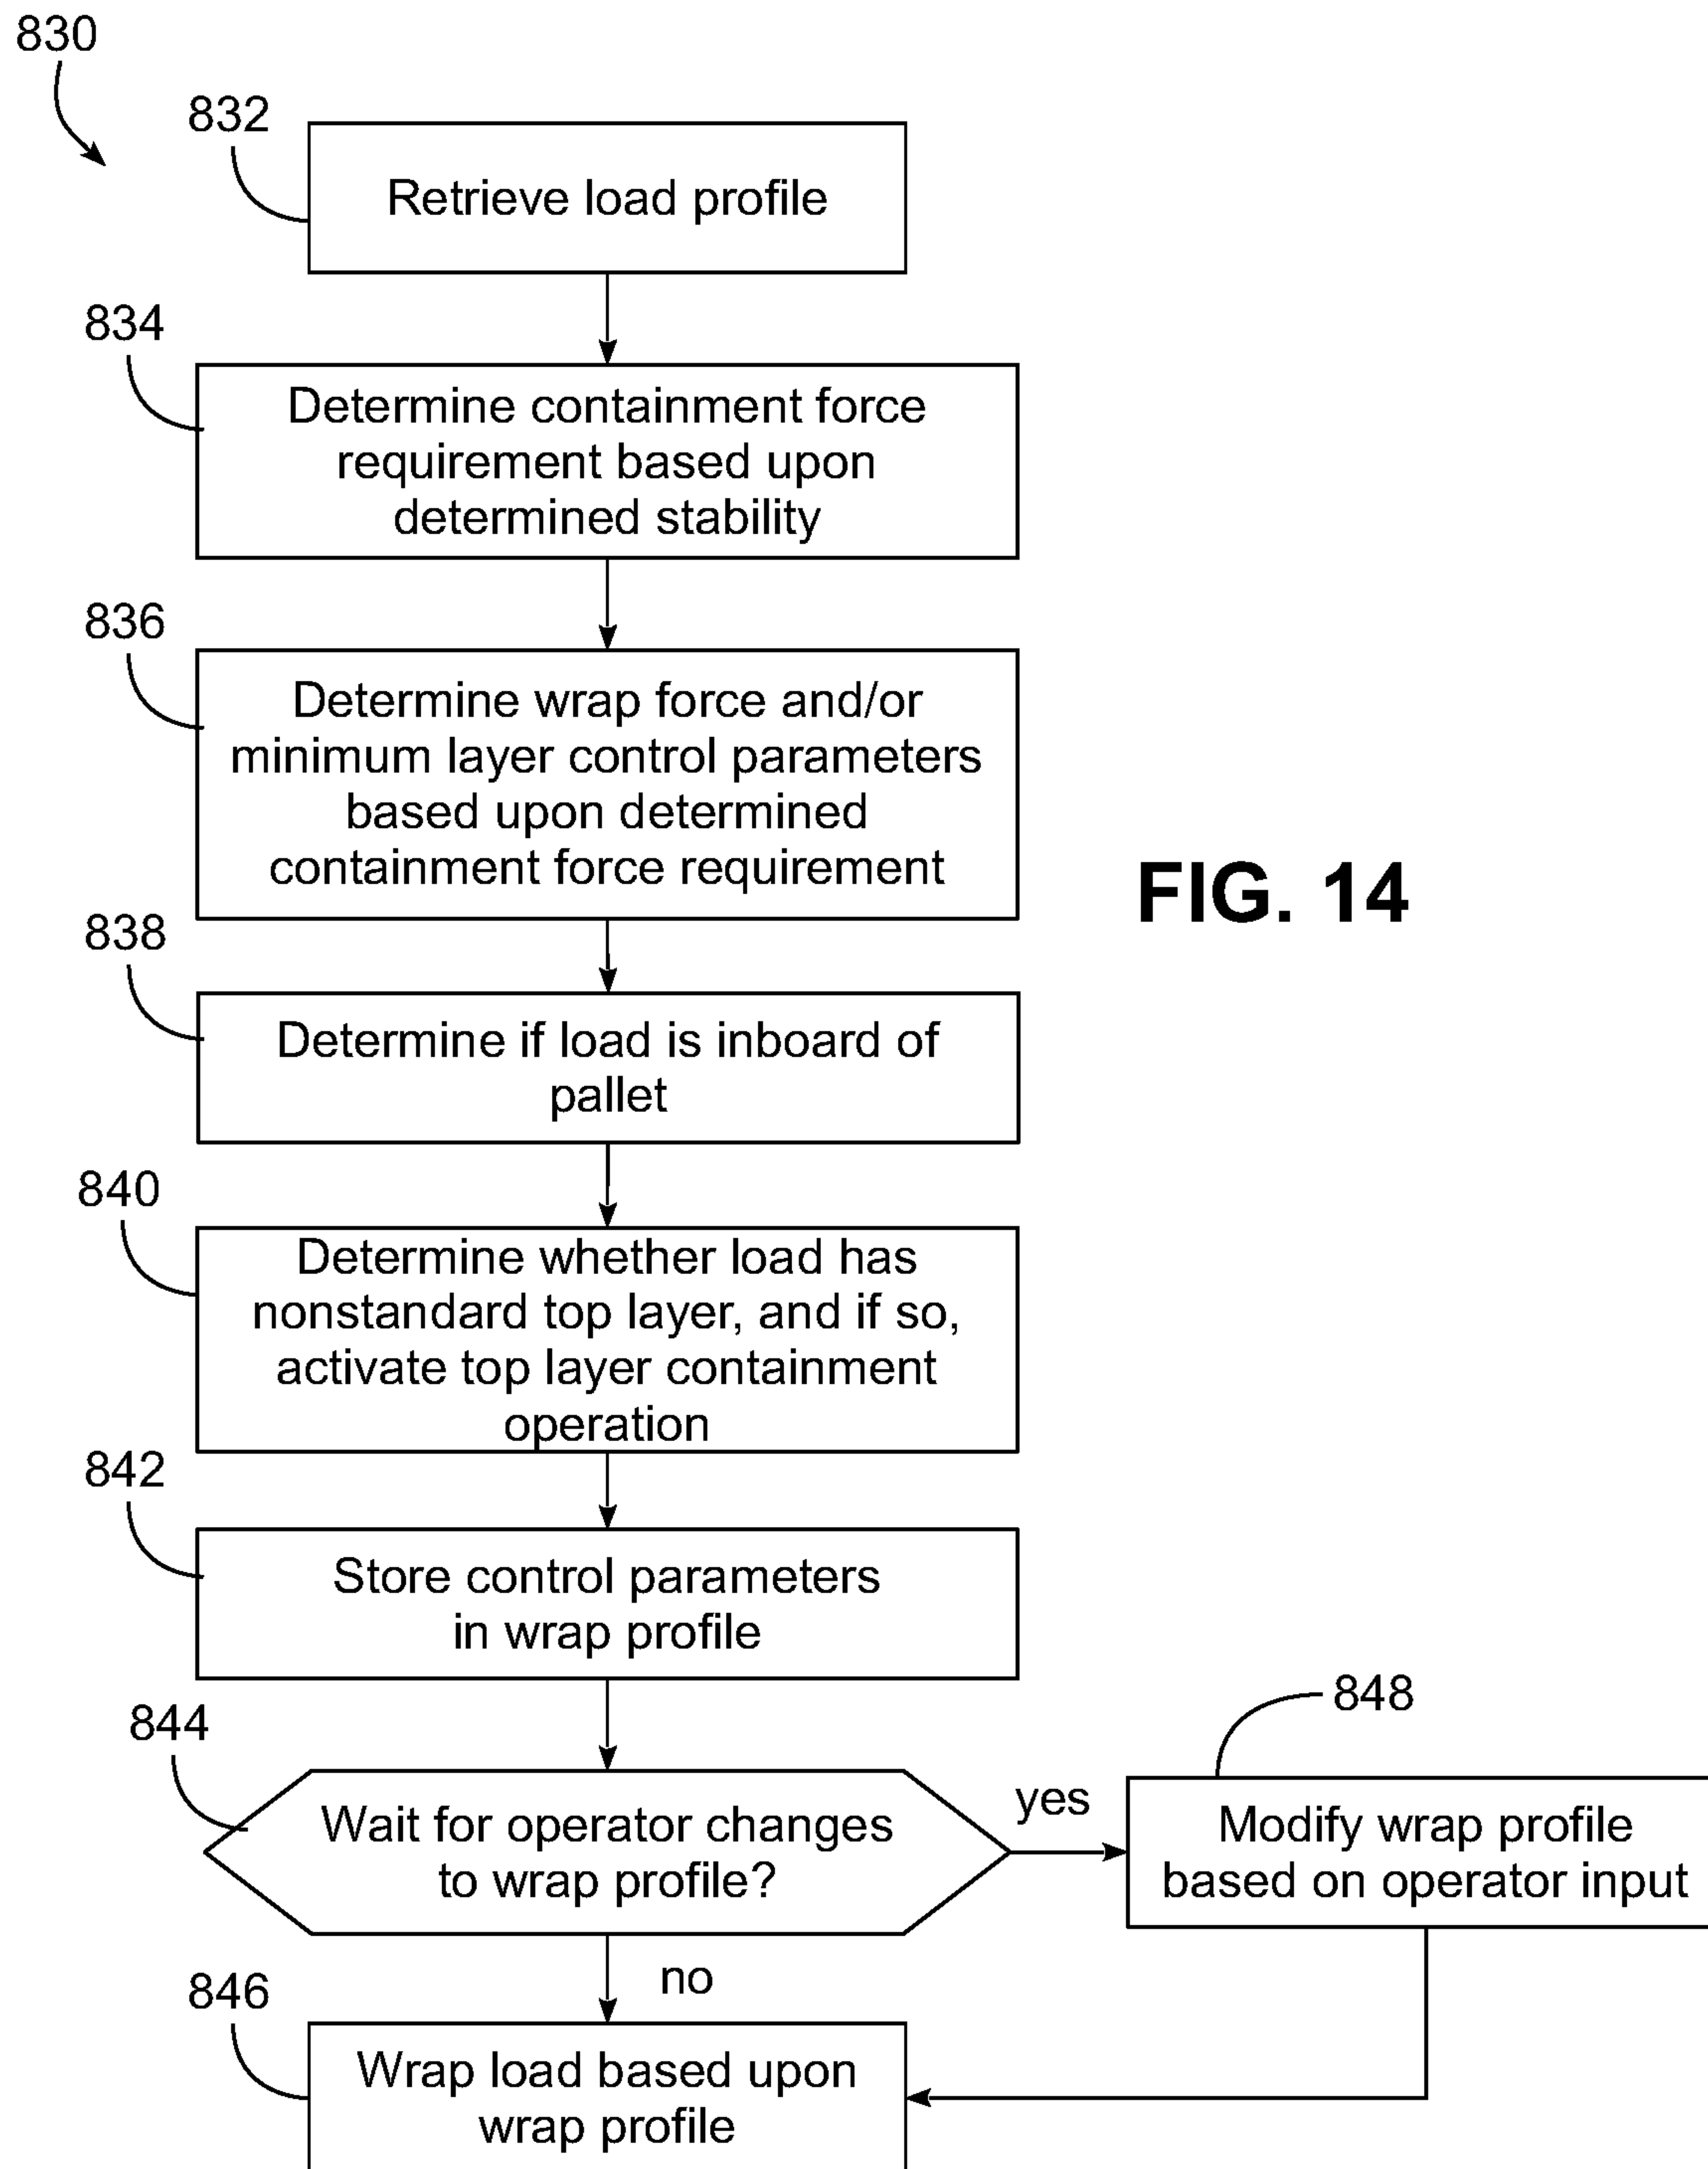 830
832
Retrieve load profile
834
Determine containment force
requirement based upon
determined stability
836
Determine wrap force and/or
minimum layer control parameters
based upon determined
containment force requirement
FIG. 14
838
Determine if load is inboard of
pallet
840
Determine whether load has
nonstandard top layer, and if so,
activate top layer containment
operation
842
Store control parameters
in wrap profile
844
Wait for operator changes
to wrap profile?
yes
848
Modify wrap profile
based on operator input
no
846
Wrap load based upon
wrap profile